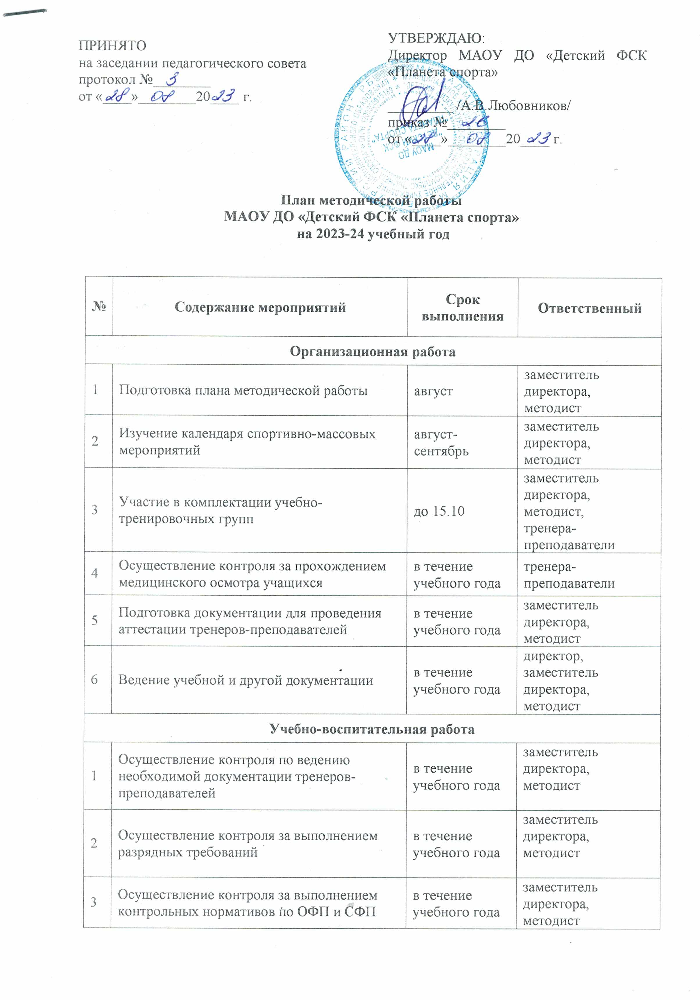 ПРИНЯТО
на заседании педагогического совета
протокол № 3
от «28» 08 2023 г.
УТВЕРЖДАЮ:
Директор МАОУ ДО «Детский ФСК
«Планета спорта»
/А.В.Любовников/
приказ №
от «28» 08 2023 г.
МАОУ ДО
"ДЕТСКИЙ ФСК
"ПЛАНЕТА СПОРТА"
План методической работы
МАОУ ДО «Детский ФСК «Планета спорта»
на 2023-24 учебный год
№
Содержание мероприятий
Срок
выполнения
Ответственный
Организационная работа
1
Подготовка плана методической работы
август
заместитель
директора,
методист
2
Изучение календаря спортивно-массовых
мероприятий
август-
сентябрь
заместитель
директора,
методист
3
Участие в комплектации учебно-
тренировочных групп
до 15.10
заместитель
директора,
методист,
тренера-
преподаватели
4
Осуществление контроля за прохождением
медицинского осмотра учащихся
в течение
учебного года
тренера-
преподаватели
5
Подготовка документации для проведения
аттестации тренеров-преподавателей
в течение
учебного года
заместитель
директора,
методист
6
Ведение учебной и другой документации
в течение
учебного года
директор,
заместитель
директора,
методист
Учебно-воспитательная работа
1
Осуществление контроля по ведению
необходимой документации тренеров-
преподавателей
в течение
учебного года
заместитель
директора,
методист
2
Осуществление контроля за выполнением
разрядных требований
в течение
учебного года
заместитель
директора,
методист
3
Осуществление контроля за выполнением
контрольных нормативов по ОФП и СФП
в течение
учебного года
заместитель
директора,
методист